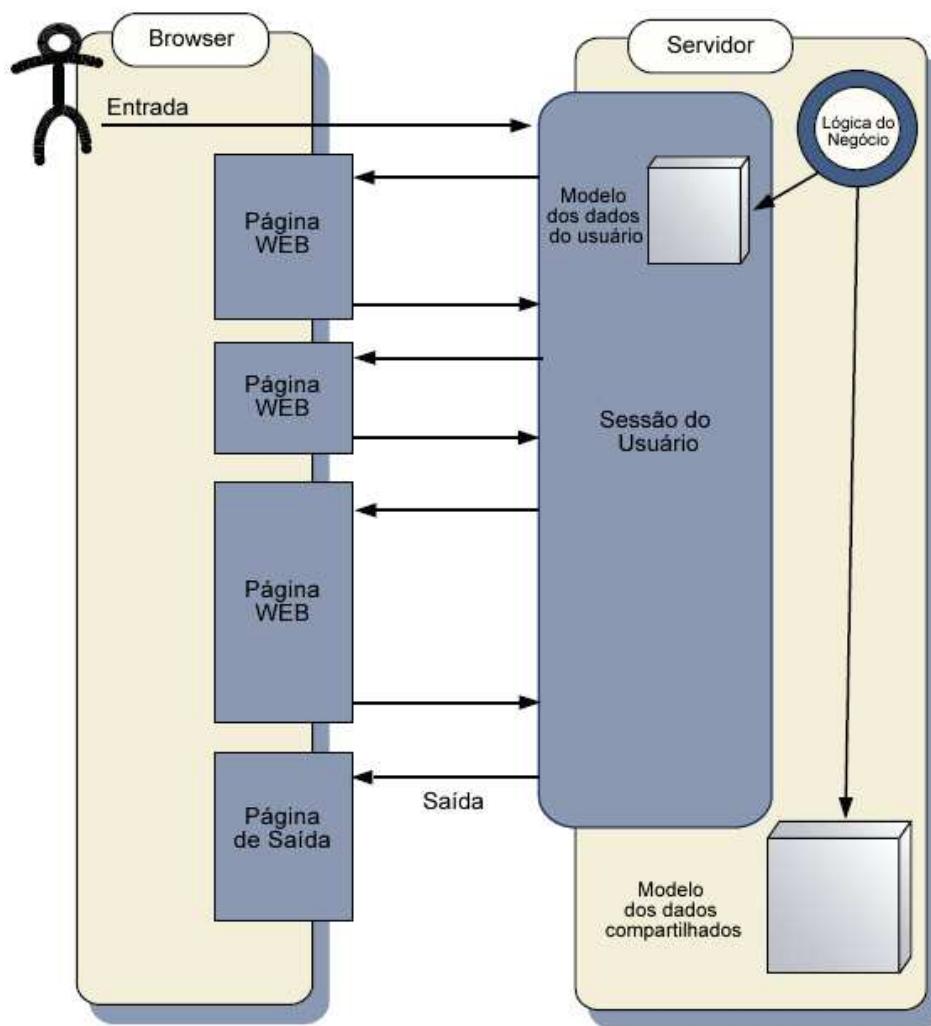 Browser
Servidor
Entrada
Lógica do
Negócio
Modelo
dos dados
do usuário
Página
WEB
Página
WEB
Sessão do
Usuário
Página
WEB
Saída
Página
de Saída
Modelo
dos dados
compartilhados